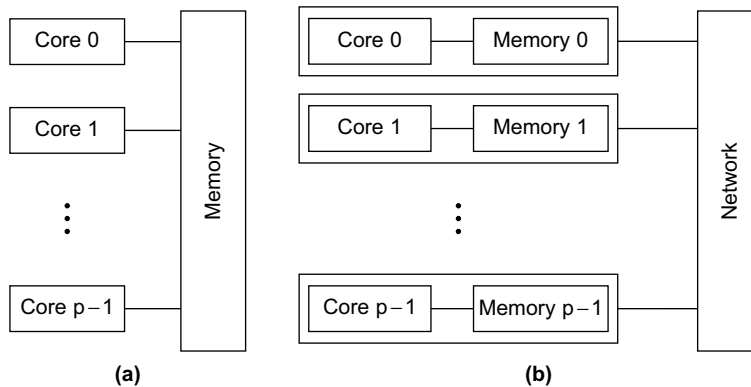 Core 0
Core 1
Core p−1
Memory
(a)
Core 0
Memory 0
Core 1
Memory 1
Core p−1
Memory p−1
Network
(b)